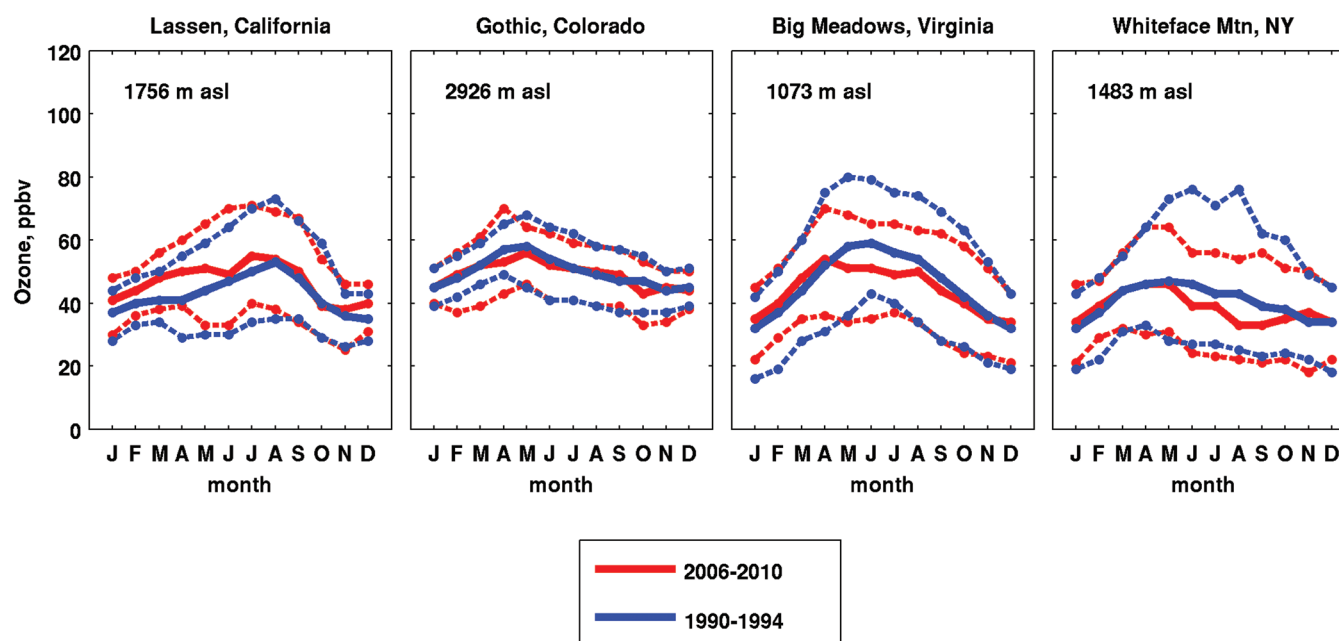 Lassen, California
Gothic, Colorado
Big Meadows, Virginia
Whiteface Mtn, NY
120
100
80
60
40
20
0
Ozone, ppbv
1756 m asl
2926 m asl
1073 m asl
1483 m asl
J F M A M J J A S O N D
J F M A M J J A S O N D
J F M A M J J A S O N D
J F M A M J J A S O N D
month
month
month
month
2006-2010
1990-1994